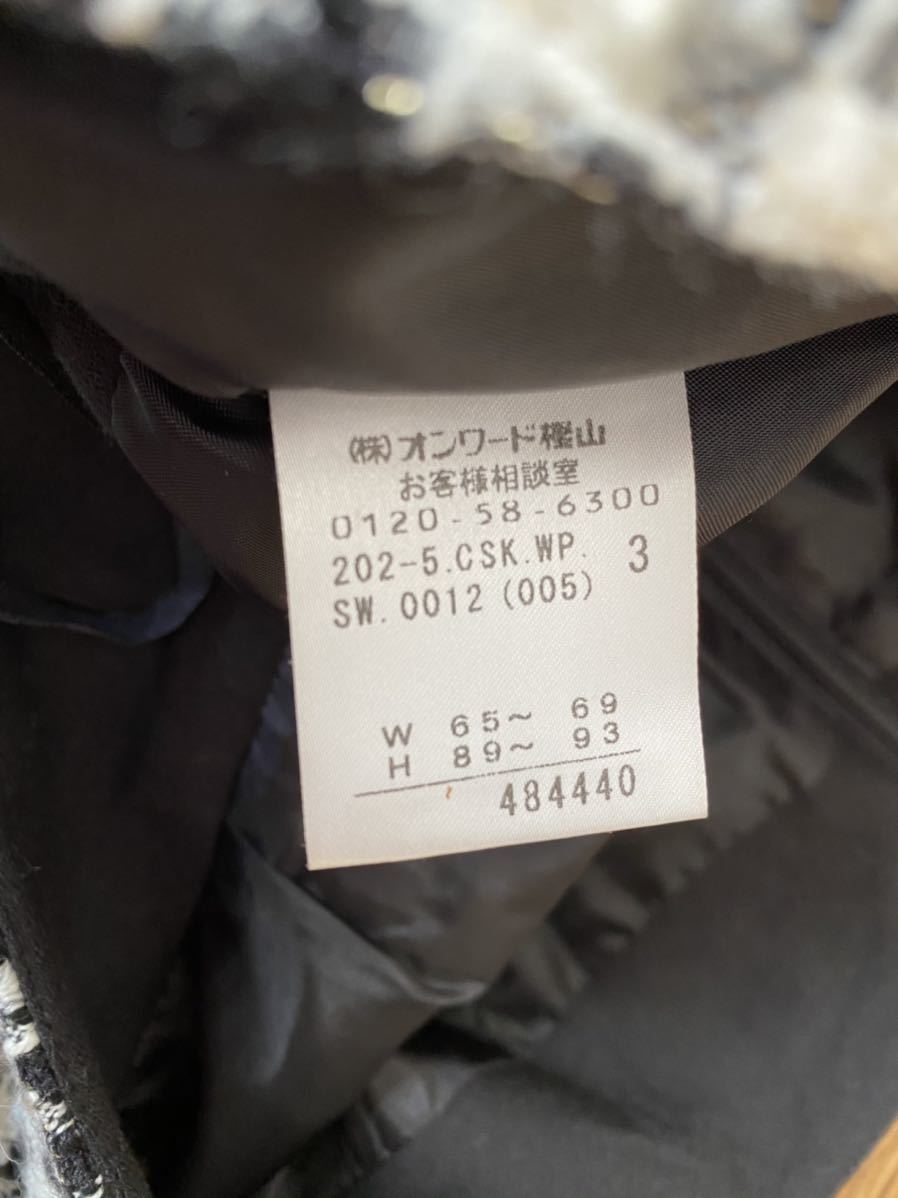 (株)オンワード樫山
お客様相談室
0120-58-6300
202-5.CSK.WP. 3
SW.0012(005)
W 65~ 69
H 89~ 93
484440